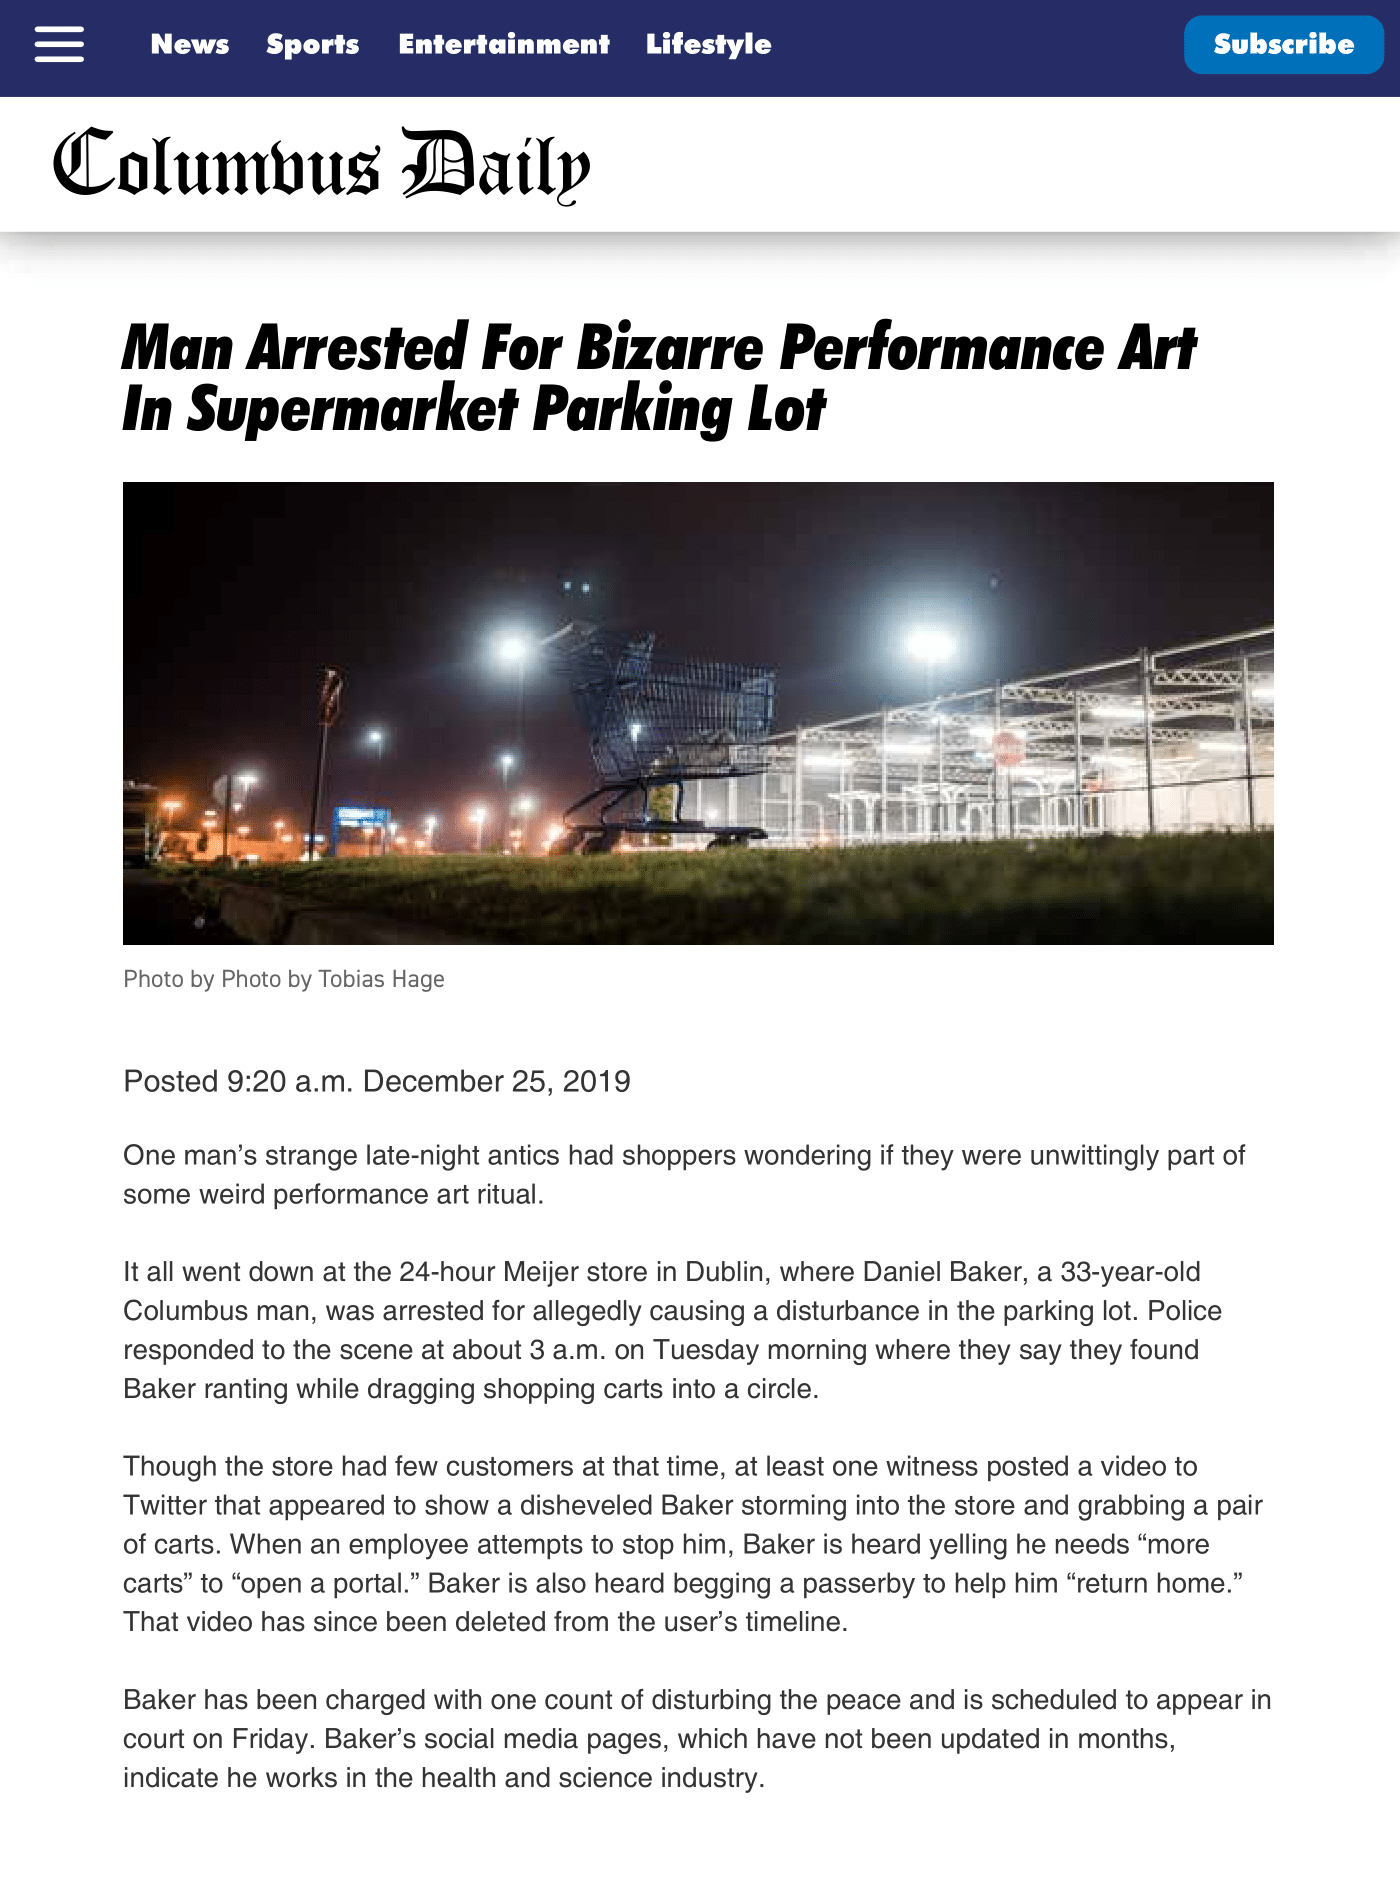 News Sports Entertainment Lifestyle Subscribe
Columbus Daily
Man Arrested For Bizarre Performance Art
In Supermarket Parking Lot
Photo by Photo by Tobias Hage
Posted 9:20 a.m. December 25, 2019
One man’s strange late-night antics had shoppers wondering if they were unwittingly part of
some weird performance art ritual.
It all went down at the 24-hour Meijer store in Dublin, where Daniel Baker, a 33-year-old
Columbus man, was arrested for allegedly causing a disturbance in the parking lot. Police
responded to the scene at about 3 a.m. on Tuesday morning where they say they found
Baker ranting while dragging shopping carts into a circle.
Though the store had few customers at that time, at least one witness posted a video to
Twitter that appeared to show a disheveled Baker storming into the store and grabbing a pair
of carts. When an employee attempts to stop him, Baker is heard yelling he needs “more
carts” to “open a portal.” Baker is also heard begging a passerby to help him “return home.”
That video has since been deleted from the user’s timeline.
Baker has been charged with one count of disturbing the peace and is scheduled to appear in
court on Friday. Baker’s social media pages, which have not been updated in months,
indicate he works in the health and science industry.